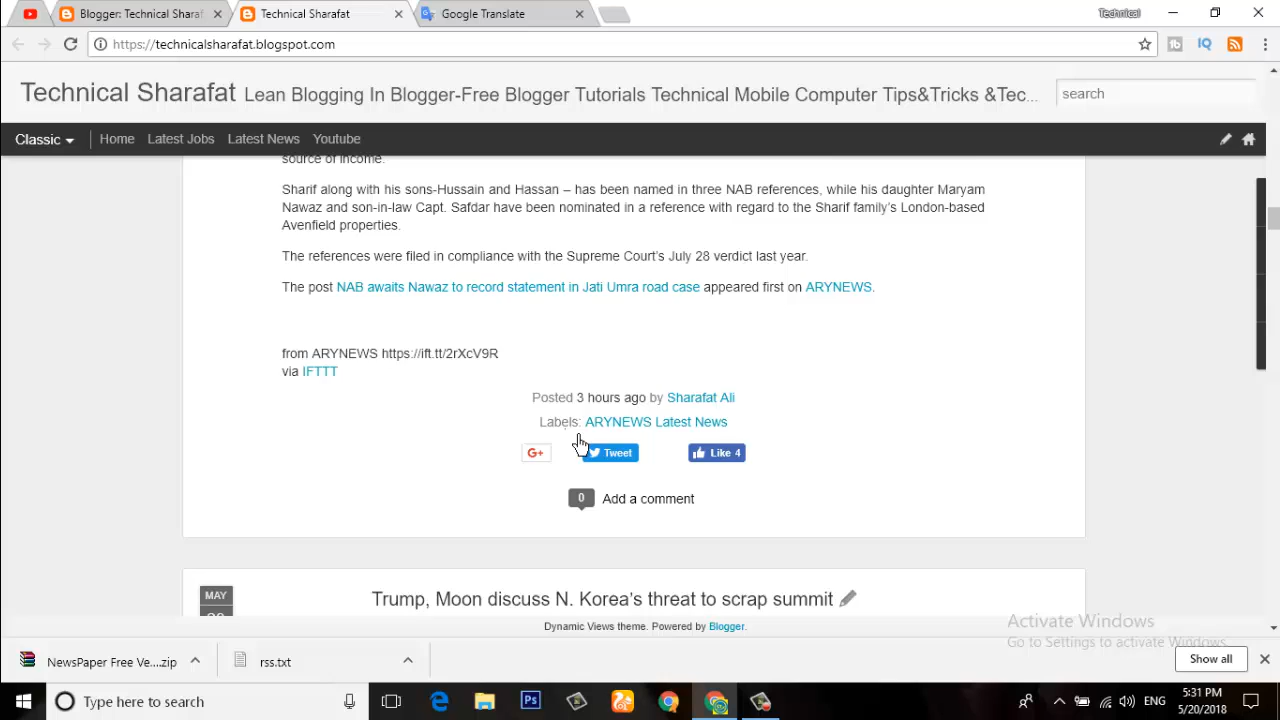 Blogger: Technical Sharaf
Technical Sharafat
Google Translate
Technical
https://technicalsharafat.blogspot.com
Technical Sharafat Lean Blogging In Blogger-Free Blogger Tutorials Technical Mobile Computer Tips&Tricks &Tec...
search
Classic
Home
Latest Jobs
Latest News
Youtube
source of income.
Sharif along with his sons-Hussain and Hassan – has been named in three NAB references, while his daughter Maryam
Nawaz and son-in-law Capt. Safdar have been nominated in a reference with regard to the Sharif family's London-based
Avenfield properties.
The references were filed in compliance with the Supreme Court's July 28 verdict last year.
The post NAB awaits Nawaz to record statement in Jati Umra road case appeared first on ARYNEWS.
from ARYNEWS https://ift.tt/2rXcV9R
via IFTTT
Posted 3 hours ago by Sharafat Ali
Labels: ARYNEWS Latest News
G+
Tweet
Like 4
0 Add a comment
MAY
Trump, Moon discuss N. Korea's threat to scrap summit
Dynamic Views theme. Powered by Blogger.
Activate Windows
Go to Settings to activate Windows.
NewsPaper Free Ve....zip
rss.txt
Show all
Type here to search
Ps
ENG
5:31 PM
5/20/2018